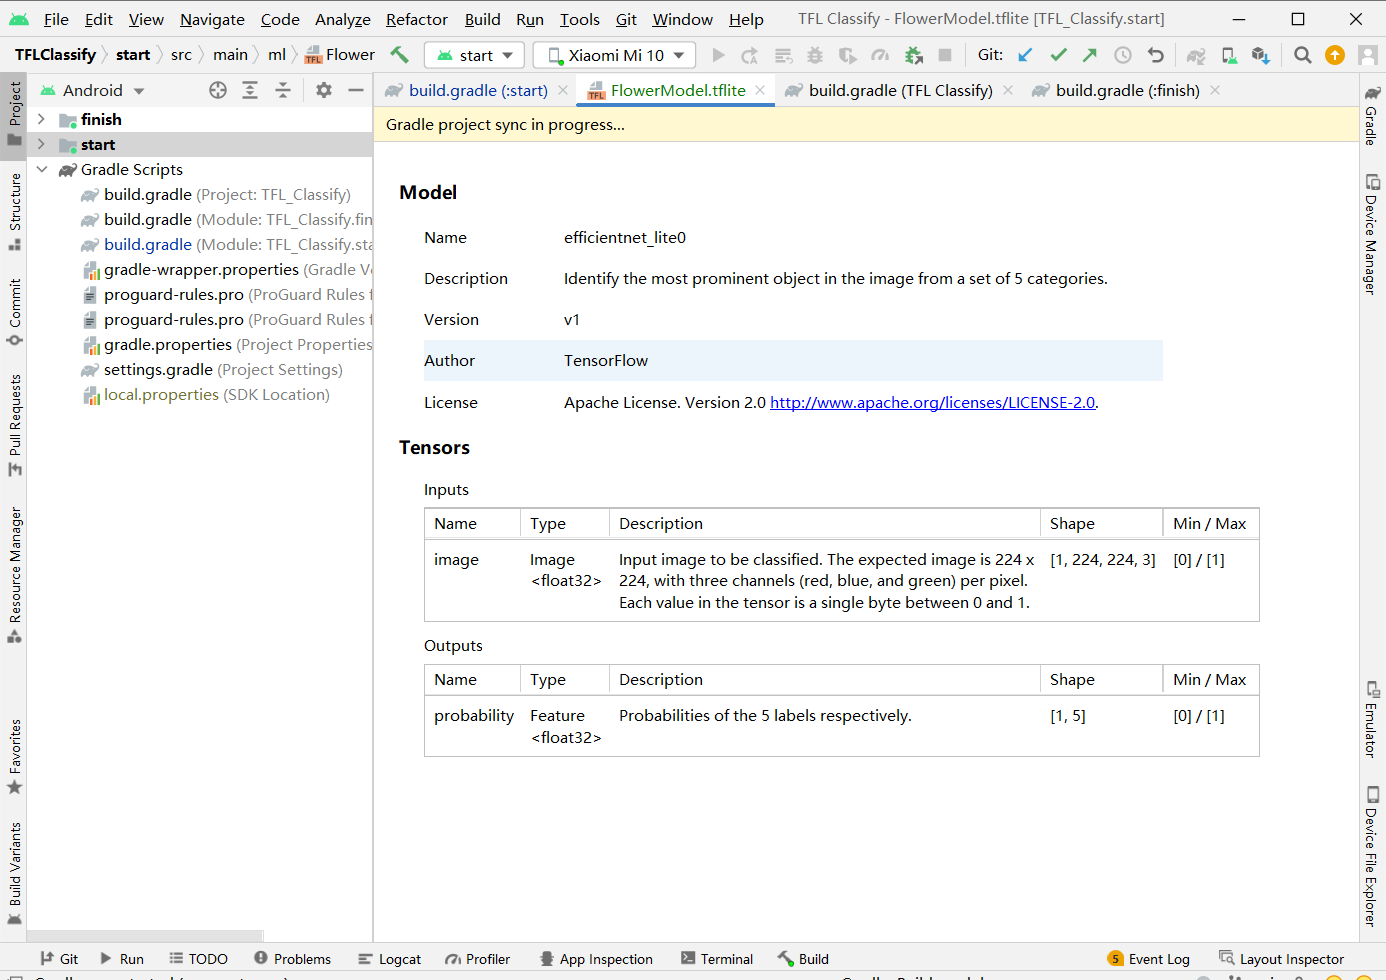 File Edit View Navigate Code Analyze Refactor Build Run Tools Git Window Help TFL Classify - FlowerModel.tflite [TFL_Classify.start]
TFLClassify start src main ml Flower start Xiaomi Mi 10 Git:
Project
Structure
Commit
Pull Requests
Resource Manager
Favorites
Build Variants
Android
finish
start
Gradle Scripts
build.gradle (Project: TFL_Classify)
build.gradle (Module: TFL_Classify.fin
build.gradle (Module: TFL_Classify.sta
gradle-wrapper.properties (Gradle Ve
proguard-rules.pro (ProGuard Rules f
proguard-rules.pro (ProGuard Rules f
gradle.properties (Project Properties
settings.gradle (Project Settings)
local.properties (SDK Location)
build.gradle (:start) FlowerModel.tflite build.gradle (TFL Classify) build.gradle (:finish)
Gradle project sync in progress...
Model
Name efficientnet_lite0
Description Identify the most prominent object in the image from a set of 5 categories.
Version v1
Author TensorFlow
License Apache License. Version 2.0 http://www.apache.org/licenses/LICENSE-2.0.
Tensors
Inputs
Name Type Description Shape Min / Max
image Image Input image to be classified. The expected image is 224 x [1, 224, 224, 3] [0] / [1]
<float32> 224, with three channels (red, blue, and green) per pixel.
Each value in the tensor is a single byte between 0 and 1.
Outputs
Name Type Description Shape Min / Max
probability Feature Probabilities of the 5 labels respectively. [1, 5] [0] / [1]
<float32>
Gradle
Device Manager
Emulator
Device File Explorer
Git Run TODO Problems Logcat Profiler App Inspection Terminal Build 5 Event Log Layout Inspector